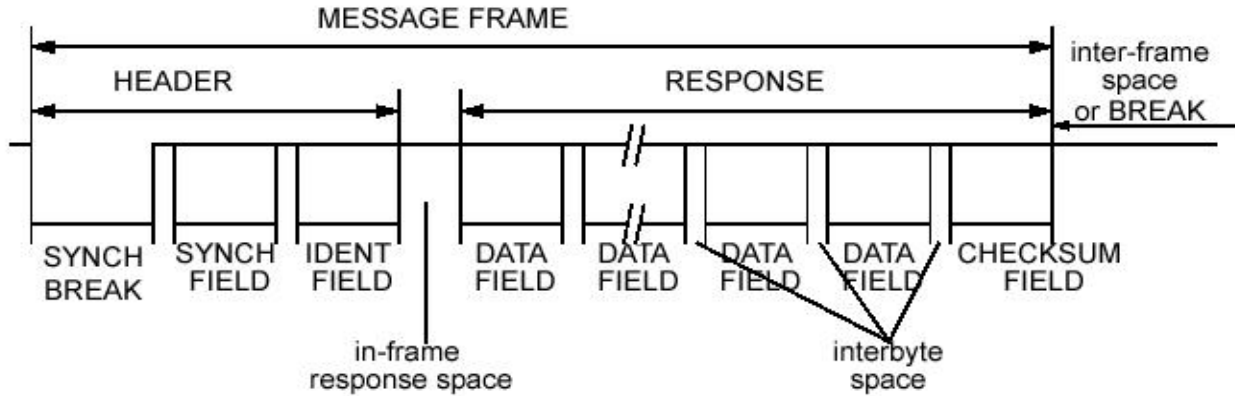 MESSAGE FRAME
HEADER
RESPONSE
inter-frame
space
or BREAK
SYNCH
BREAK
SYNCH
FIELD
IDENT
FIELD
DATA
FIELD
DATA
FIELD
DATA
FIELD
DATA
FIELD
CHECKSUM
FIELD
in-frame
response space
interbyte
space